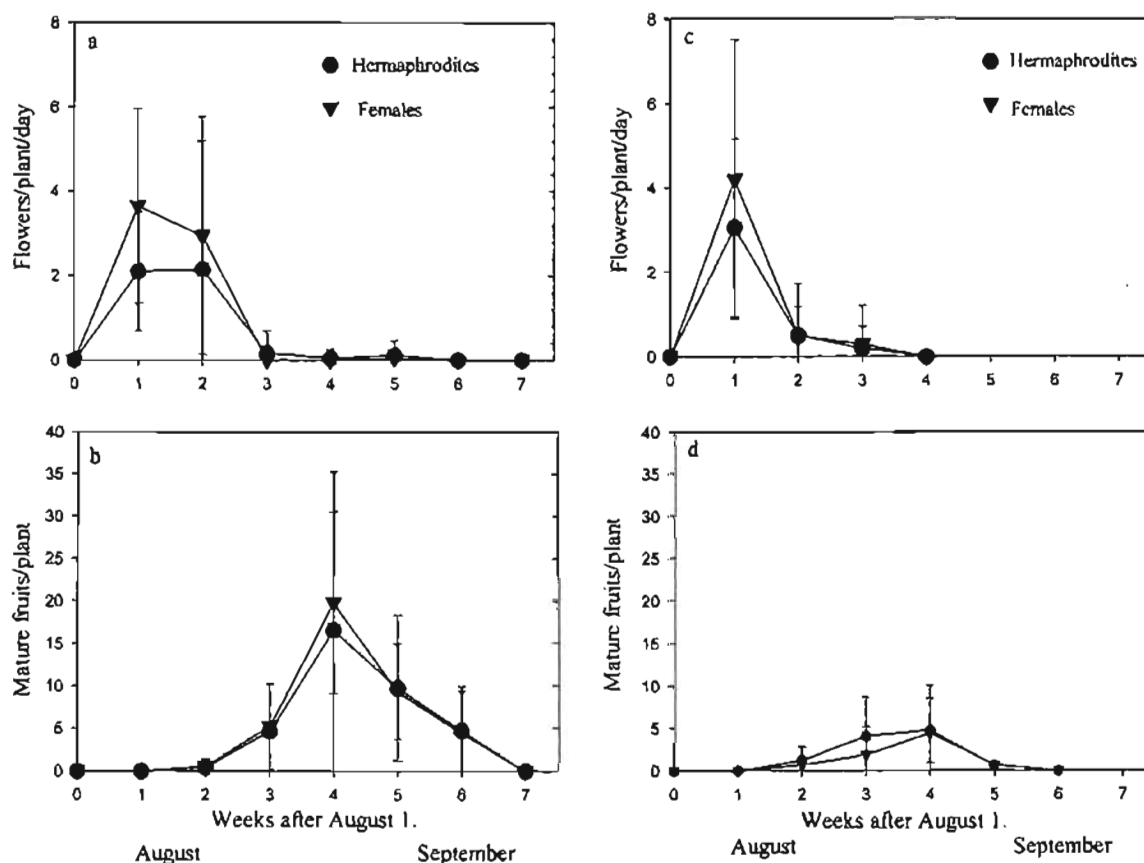 a
Hermaphrodites
Females
Flowers/plant/day
8
6
4
2
0
0 1 2 3 4 5 6 7
c
Hermaphrodites
Females
Flowers/plant/day
8
6
4
2
0
0 1 2 3 4 5 6 7
b
Mature fruits/plant
40
35
30
25
20
15
10
5
0
0 1 2 3 4 5 6 7
Weeks after August 1.
August September
d
Mature fruits/plant
40
35
30
25
20
15
10
5
0
0 1 2 3 4 5 6 7
Weeks after August 1.
August September